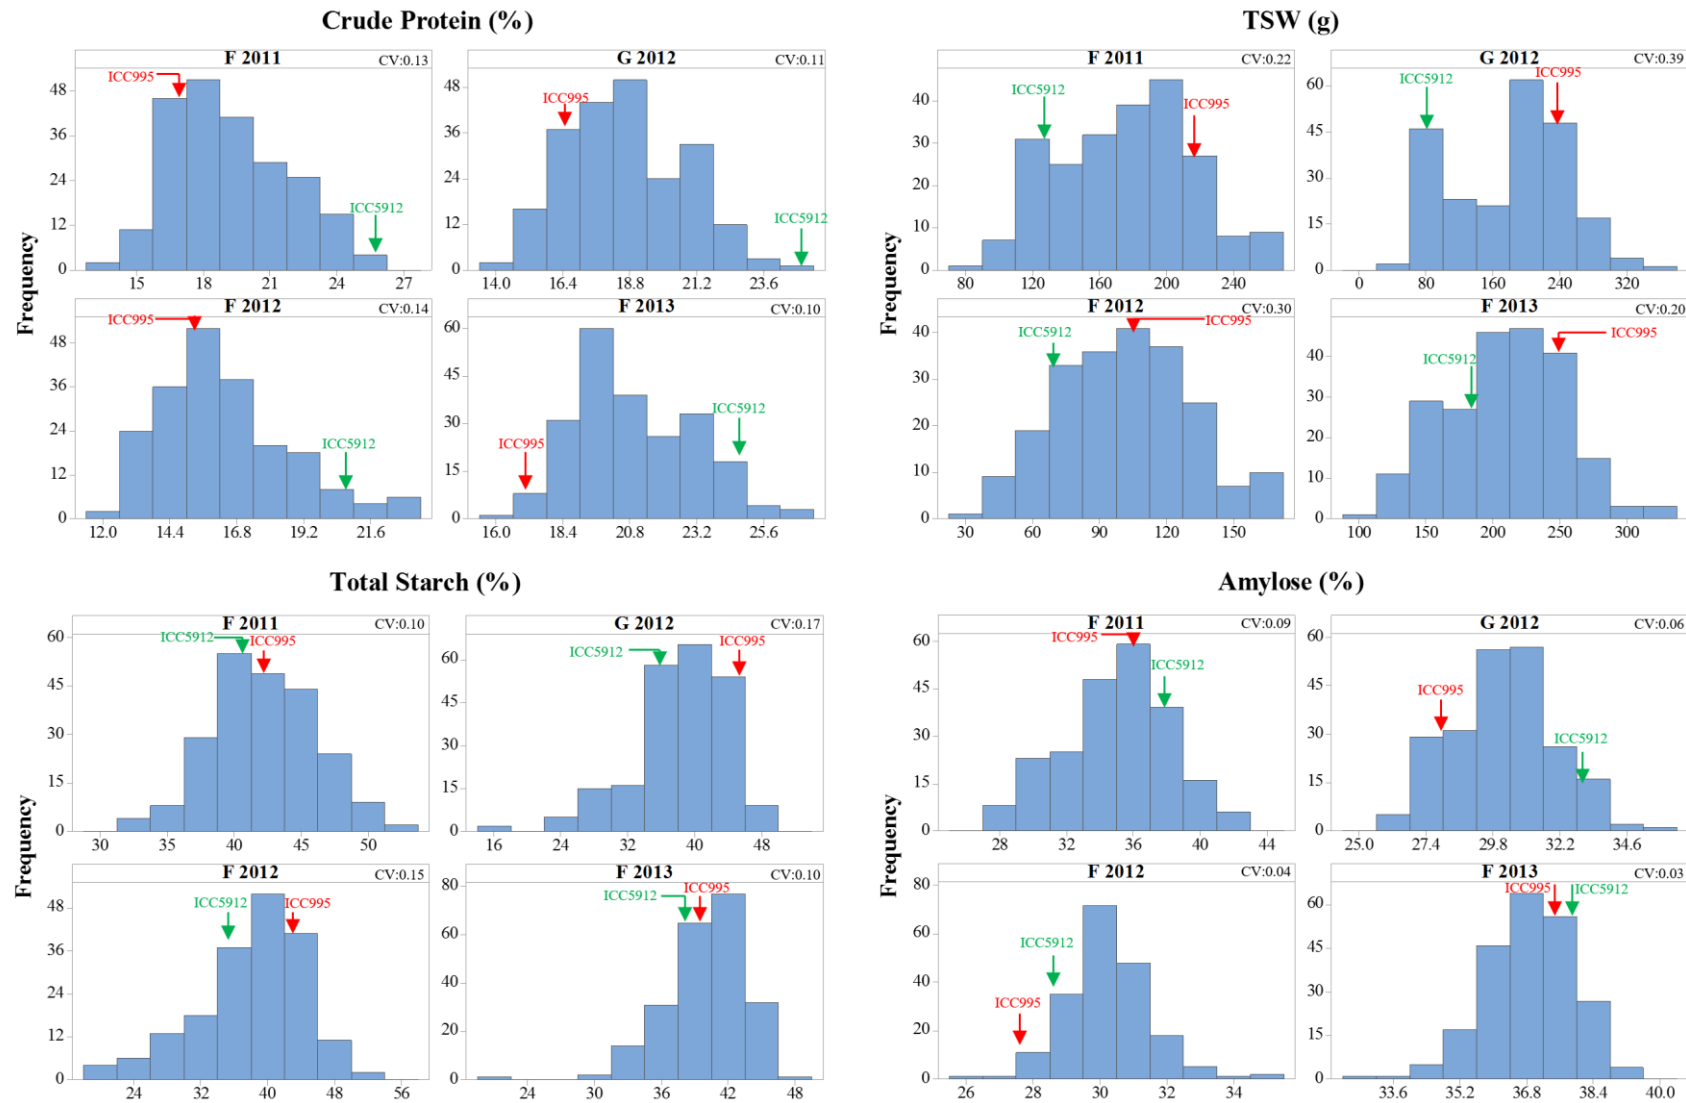 Crude Protein (%)
F 2011
CV:0.13
ICC995
ICC5912
48
36
24
12
0
15 18 21 24 27
G 2012
CV:0.11
ICC995
ICC5912
48
36
24
12
0
14.0 16.4 18.8 21.2 23.6
Frequency
F 2012
CV:0.14
ICC995
ICC5912
48
36
24
12
0
12.0 14.4 16.8 19.2 21.6
F 2013
CV:0.10
ICC995
ICC5912
60
45
30
15
0
16.0 18.4 20.8 23.2 25.6
TSW (g)
F 2011
CV:0.22
ICC5912
ICC995
40
30
20
10
0
80 120 160 200 240
G 2012
CV:0.39
ICC5912
ICC995
60
45
30
15
0
0 80 160 240 320
Frequency
F 2012
CV:0.30
ICC5912
ICC995
40
30
20
10
0
30 60 90 120 150
F 2013
CV:0.20
ICC5912
ICC995
40
30
20
10
0
100 150 200 250 300
Total Starch (%)
F 2011
CV:0.10
ICC5912
ICC995
60
45
30
15
0
30 35 40 45 50
G 2012
CV:0.17
ICC5912
ICC995
60
45
30
15
0
16 24 32 40 48
Frequency
F 2012
CV:0.15
ICC5912
ICC995
48
36
24
12
0
24 32 40 48 56
F 2013
CV:0.10
ICC5912
ICC995
80
60
40
20
0
24 30 36 42 48
Amylose (%)
F 2011
CV:0.09
ICC995
ICC5912
60
45
30
15
0
28 32 36 40 44
G 2012
CV:0.06
ICC995
ICC5912
60
45
30
15
0
25.0 27.4 29.8 32.2 34.6
Frequency
F 2012
CV:0.04
ICC5912
ICC995
80
60
40
20
0
26 28 30 32 34
F 2013
CV:0.03
ICC995
ICC5912
60
45
30
15
0
33.6 35.2 36.8 38.4 40.0